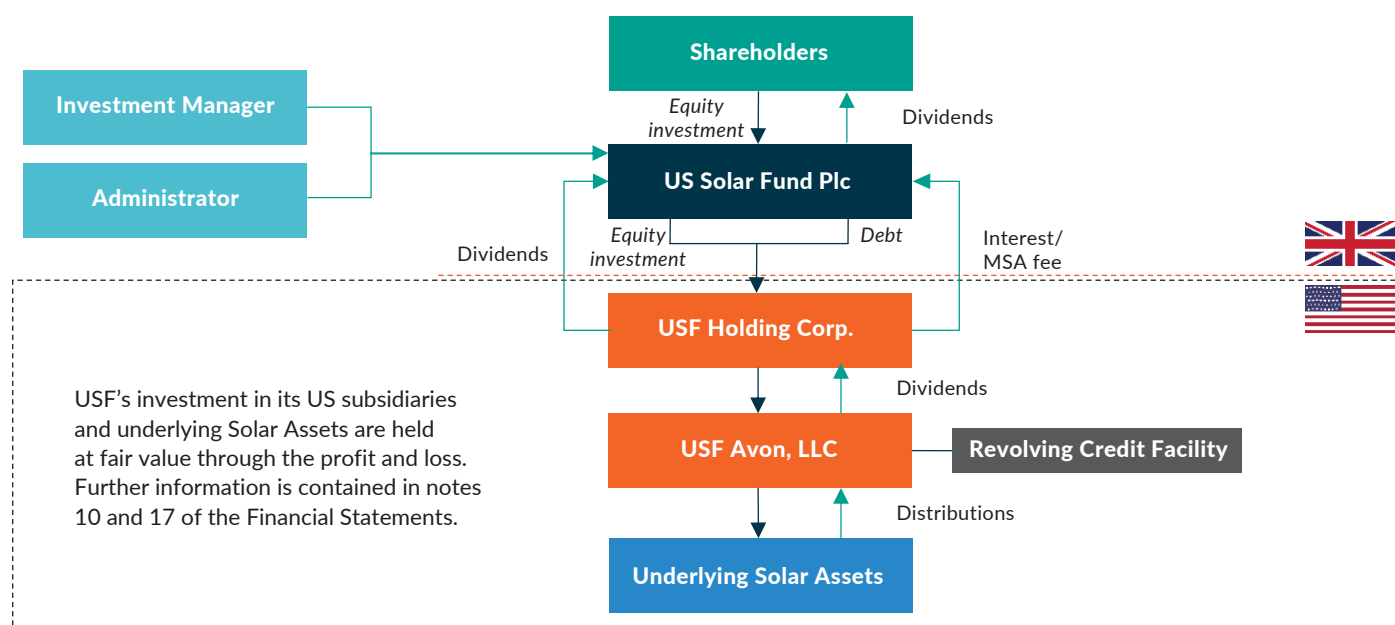 Shareholders
Investment Manager
Equity
investment
Dividends
US Solar Fund Plc
Administrator
Equity
investment
Debt
Dividends
Interest/
MSA fee
USF Holding Corp.
Dividends
USF's investment in its US subsidiaries
and underlying Solar Assets are held
at fair value through the profit and loss.
Further information is contained in notes
10 and 17 of the Financial Statements.
USF Avon, LLC
Revolving Credit Facility
Distributions
Underlying Solar Assets